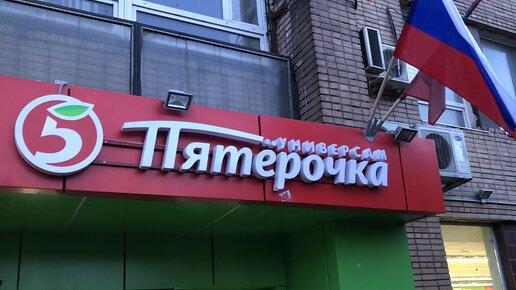 5
универсам
Пятерочка